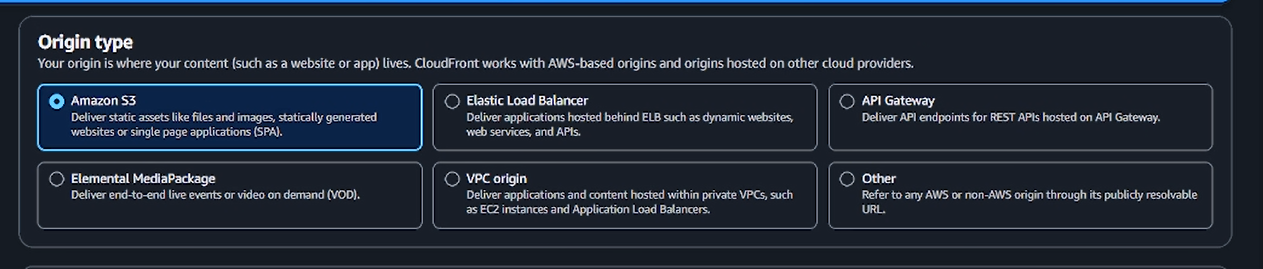 Origin type
Your origin is where your content (such as a website or app) lives. CloudFront works with AWS-based origins and origins hosted on other cloud providers.
Amazon S3
Deliver static assets like files and images, statically generated
websites or single page applications (SPA).
Elastic Load Balancer
Deliver applications hosted behind ELB such as dynamic websites,
web services, and APIs.
API Gateway
Deliver API endpoints for REST APIs hosted on API Gateway.
Elemental MediaPackage
Deliver end-to-end live events or video on demand (VOD).
VPC origin
Deliver applications and content hosted within private VPCs, such
as EC2 instances and Application Load Balancers.
Other
Refer to any AWS or non-AWS origin through its publicly resolvable
URL.